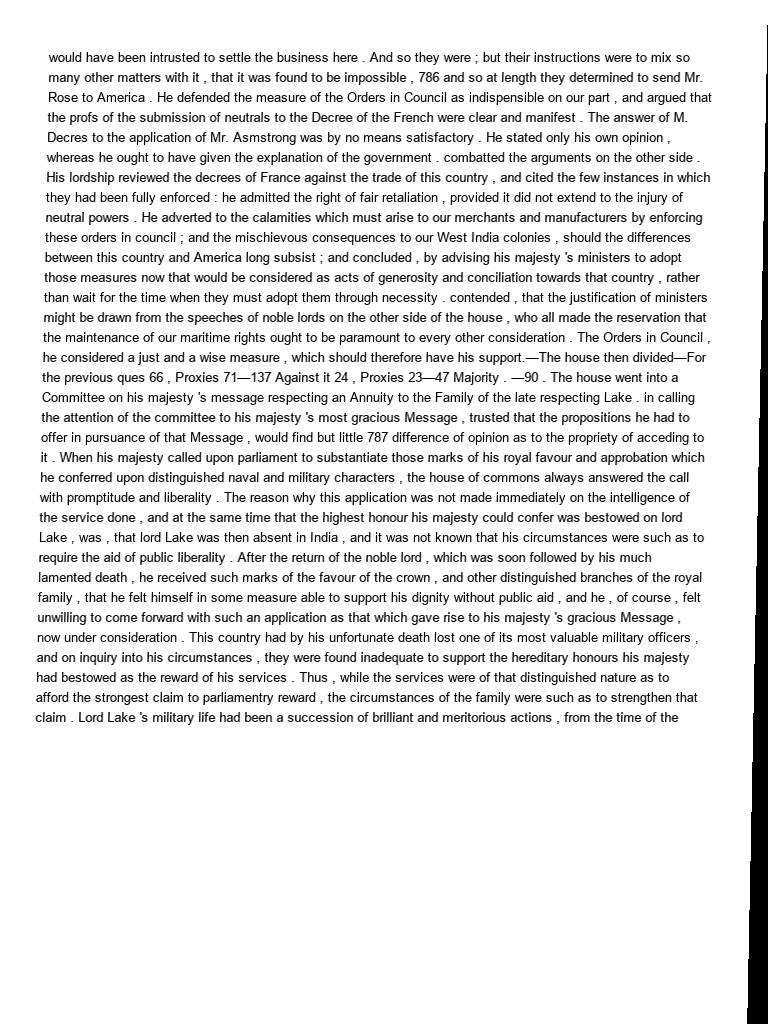 would have been intrusted to settle the business here . And so they were ; but their instructions were to mix so
many other matters with it , that it was found to be impossible , 786 and so at length they determined to send Mr.
Rose to America . He defended the measure of the Orders in Council as indispensible on our part , and argued that
the profs of the submission of neutrals to the Decree of the French were clear and manifest . The answer of M.
Decres to the application of Mr. Asmstrong was by no means satisfactory . He stated only his own opinion ,
whereas he ought to have given the explanation of the government . combatted the arguments on the other side .
His lordship reviewed the decrees of France against the trade of this country , and cited the few instances in which
they had been fully enforced : he admitted the right of fair retaliation , provided it did not extend to the injury of
neutral powers . He adverted to the calamities which must arise to our merchants and manufacturers by enforcing
these orders in council ; and the mischievous consequences to our West India colonies , should the differences
between this country and America long subsist ; and concluded , by advising his majesty 's ministers to adopt
those measures now that would be considered as acts of generosity and conciliation towards that country , rather
than wait for the time when they must adopt them through necessity . contended , that the justification of ministers
might be drawn from the speeches of noble lords on the other side of the house , who all made the reservation that
the maintenance of our maritime rights ought to be paramount to every other consideration . The Orders in Council ,
he considered a just and a wise measure , which should therefore have his support.—The house then divided—For
the previous ques 66 , Proxies 71—137 Against it 24 , Proxies 23—47 Majority . —90 . The house went into a
Committee on his majesty 's message respecting an Annuity to the Family of the late respecting Lake . in calling
the attention of the committee to his majesty 's most gracious Message , trusted that the propositions he had to
offer in pursuance of that Message , would find but little 787 difference of opinion as to the propriety of acceding to
it . When his majesty called upon parliament to substantiate those marks of his royal favour and approbation which
he conferred upon distinguished naval and military characters , the house of commons always answered the call
with promptitude and liberality . The reason why this application was not made immediately on the intelligence of
the service done , and at the same time that the highest honour his majesty could confer was bestowed on lord
Lake , was , that lord Lake was then absent in India , and it was not known that his circumstances were such as to
require the aid of public liberality . After the return of the noble lord , which was soon followed by his much
lamented death , he received such marks of the favour of the crown , and other distinguished branches of the royal
family , that he felt himself in some measure able to support his dignity without public aid , and he , of course , felt
unwilling to come forward with such an application as that which gave rise to his majesty 's gracious Message ,
now under consideration . This country had by his unfortunate death lost one of its most valuable military officers ,
and on inquiry into his circumstances , they were found inadequate to support the hereditary honours his majesty
had bestowed as the reward of his services . Thus , while the services were of that distinguished nature as to
afford the strongest claim to parliamentry reward , the circumstances of the family were such as to strengthen that
claim . Lord Lake 's military life had been a succession of brilliant and meritorious actions , from the time of the